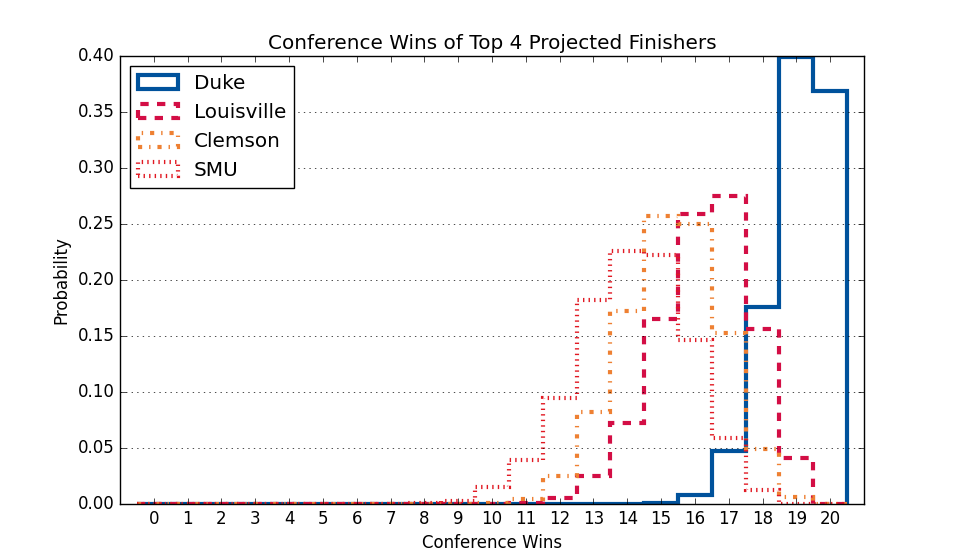 Conference Wins of Top 4 Projected Finishers
0.40
0.35
0.30
0.25
0.20
0.15
0.10
0.05
0.00
Probability
Duke
Louisville
Clemson
SMU
0 1 2 3 4 5 6 7 8 9 10 11 12 13 14 15 16 17 18 19 20
Conference Wins